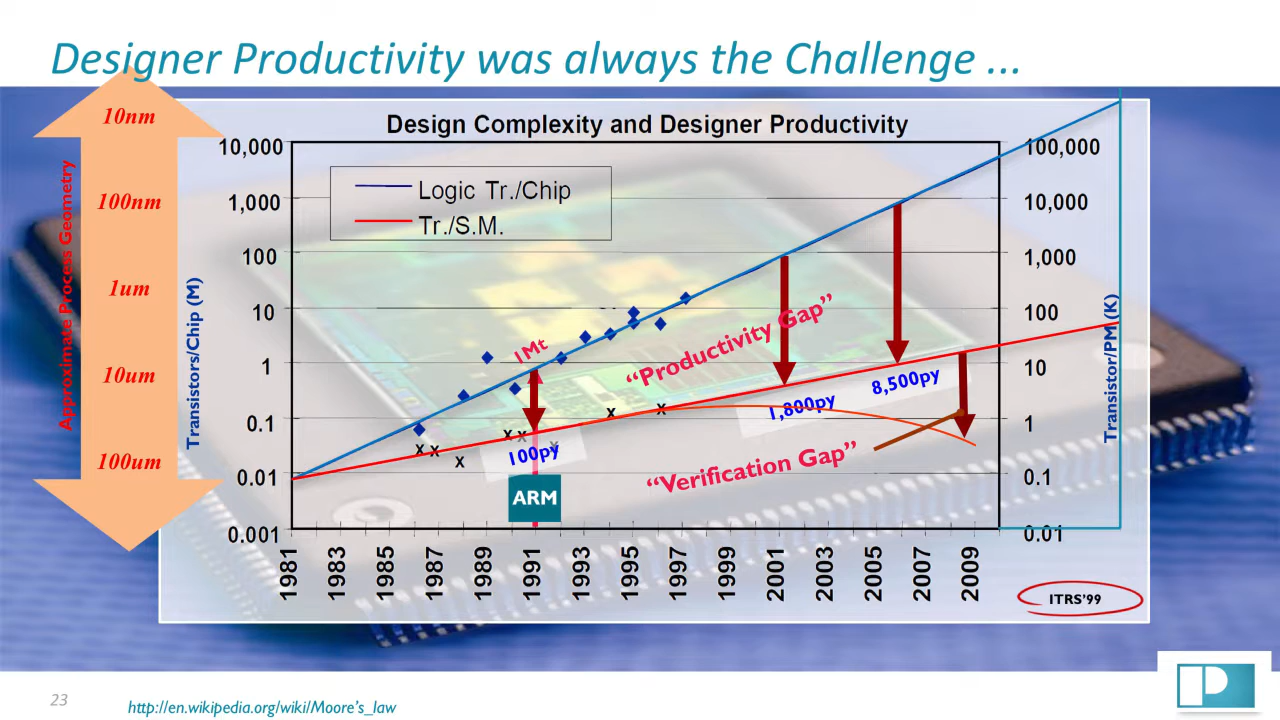 Designer Productivity was always the Challenge ...
10nm
100nm
1um
10um
100um
Approximate Process Geometry
Design Complexity and Designer Productivity
Transistors/Chip (M)
10,000
1,000
100
10
1
0.1
0.01
0.001
Logic Tr./Chip
Tr./S.M.
1Mt
"Productivity Gap"
100py
1,800py
8,500py
"Verification Gap"
ARM
100,000
10,000
1,000
100
10
1
0.1
0.01
Transistor/PM (K)
1981
1983
1985
1987
1989
1991
1993
1995
1997
1999
2001
2003
2005
2007
2009
ITRS'99
23
http://en.wikipedia.org/wiki/Moore's_law